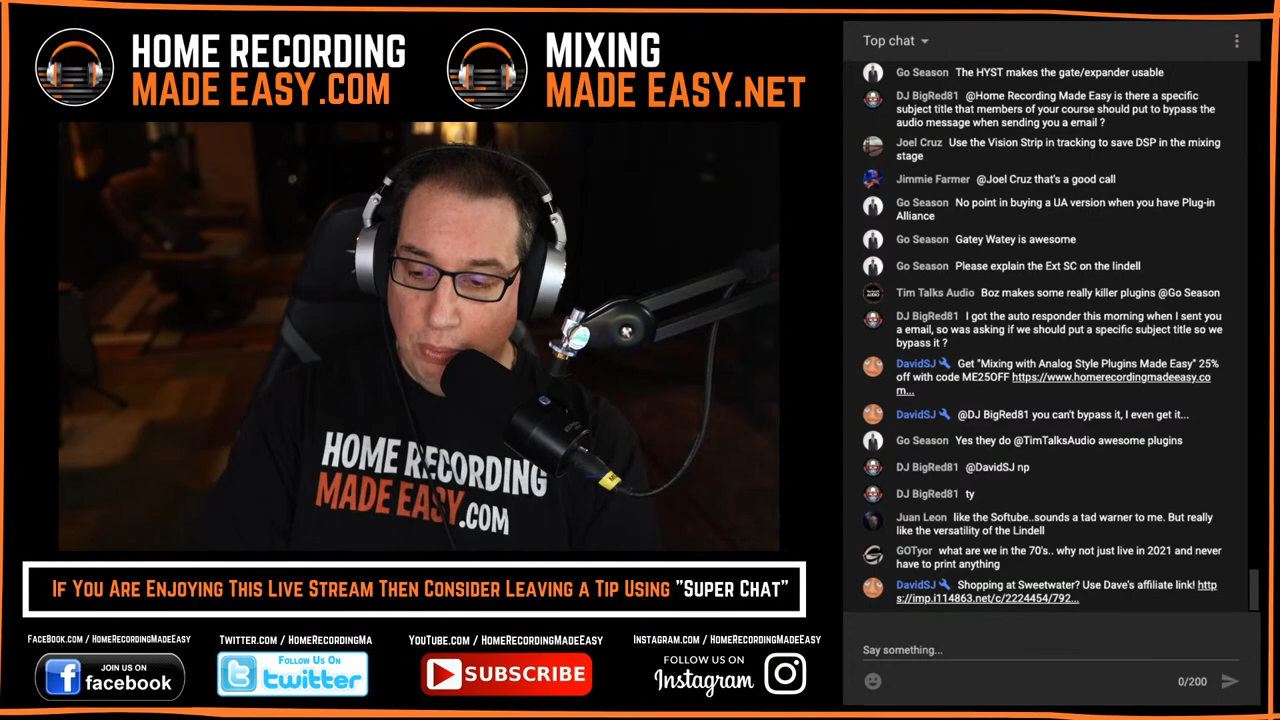 HOME RECORDING
MADE EASY.COM
MIXING
MADE EASY.NET
HOME RECORDING
MADE EASY.COM
IF YOU ARE ENJOYING THIS LIVE STREAM THEN CONSIDER LEAVING A TIP USING "SUPER CHAT"
FACEBOOK.COM / HOMERECORDINGMADEEASY
TWITTER.COM / HOMERECORDINGMA
YOUTUBE.COM / HOMERECORDINGMADEEASY
INSTAGRAM.COM / HOMERECORDINGMADEEASY
JOIN US ON
facebook
FOLLOW US ON
twitter
SUBSCRIBE
FOLLOW US ON
Instagram
Top chat
Go Season The HYST makes the gate/expander usable
DJ BigRed81 @Home Recording Made Easy is there a specific
subject title that members of your course should put to bypass the
audio message when sending you a email ?
Joel Cruz Use the Vision Strip in tracking to save DSP in the mixing
stage
Jimmie Farmer @Joel Cruz that's a good call
Go Season No point in buying a UA version when you have Plug-in
Alliance
Go Season Gatey Watey is awesome
Go Season Please explain the Ext SC on the lindell
Tim Talks Audio Boz makes some really killer plugins @Go Season
DJ BigRed81 I got the auto responder this morning when I sent you
a email, so was asking if we should put a specific subject title so we
bypass it ?
DavidSJ Get "Mixing with Analog Style Plugins Made Easy" 25%
off with code ME25OFF https://www.homerecordingmadeeasy.co
m...
DavidSJ @DJ BigRed81 you can't bypass it, I even get it...
Go Season Yes they do @TimTalksAudio awesome plugins
DJ BigRed81 @DavidSJ np
DJ BigRed81 ty
Juan Leon like the Softube..sounds a tad warner to me. But really
like the versatility of the Lindell
GOTyor what are we in the 70's.. why not just live in 2021 and never
have to print anything
DavidSJ Shopping at Sweetwater? Use Dave's affiliate link! http
s://imp.i114863.net/c/2224454/792...
Say something...
0/200